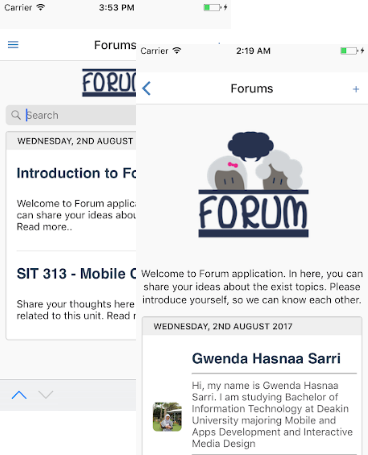 Carrier 3:53 PM
Forums
FORUM
Search
WEDNESDAY, 2ND AUGUST
Introduction to Fo
Welcome to Forum applica
can share your ideas abou
Read more..
SIT 313 - Mobile C
Share your thoughts here
related to this unit. Read r
Carrier 2:19 AM
Forums +
FORUM
Welcome to Forum application. In here, you can
share your ideas about the exist topics. Please
introduce yourself, so we can know each other.
WEDNESDAY, 2ND AUGUST 2017
Gwenda Hasnaa Sarri
Hi, my name is Gwenda Hasnaa
Sarri. I am studying Bachelor of
Information Technology at Deakin
University majoring Mobile and
Apps Development and Interactive
Media Design